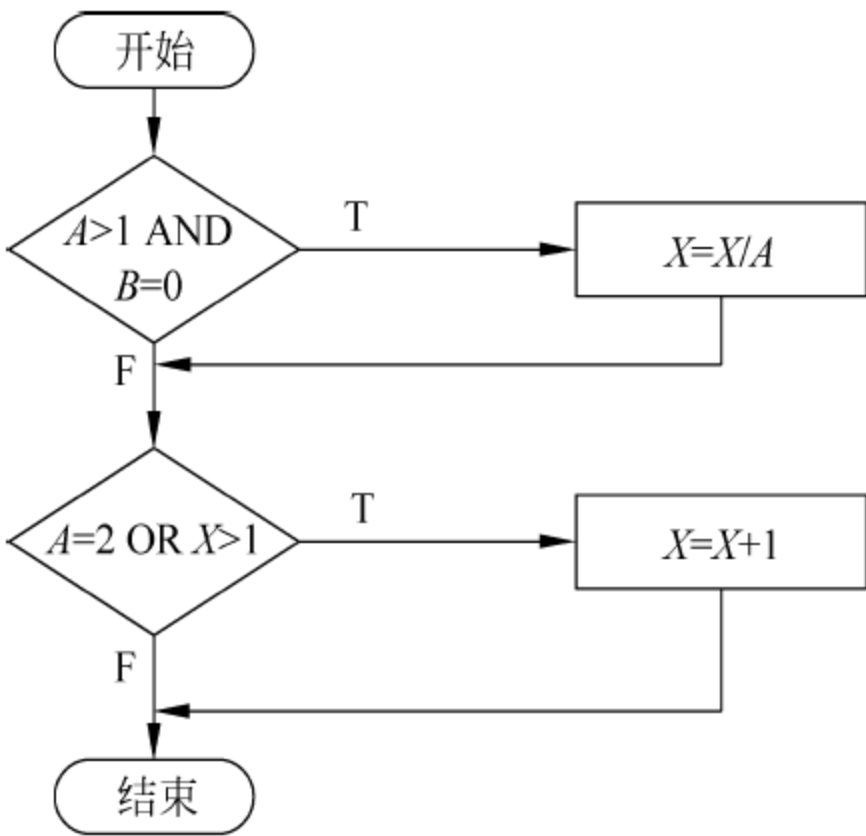 开始
A>1 AND
B=0
T
X=X/A
F
A=2 OR X>1
T
X=X+1
F
结束